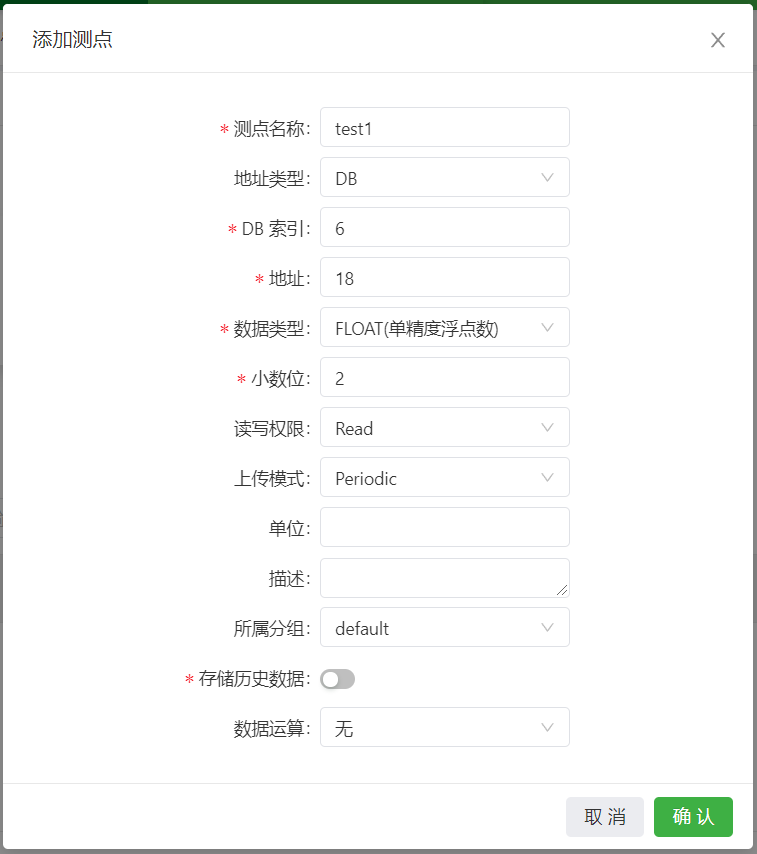 添加测点
* 测点名称: test1
地址类型: DB
* DB 索引: 6
* 地址: 18
* 数据类型: FLOAT(单精度浮点数)
* 小数位: 2
读写权限: Read
上传模式: Periodic
单位:
描述:
所属分组: default
* 存储历史数据:
数据运算: 无
取 消 确 认